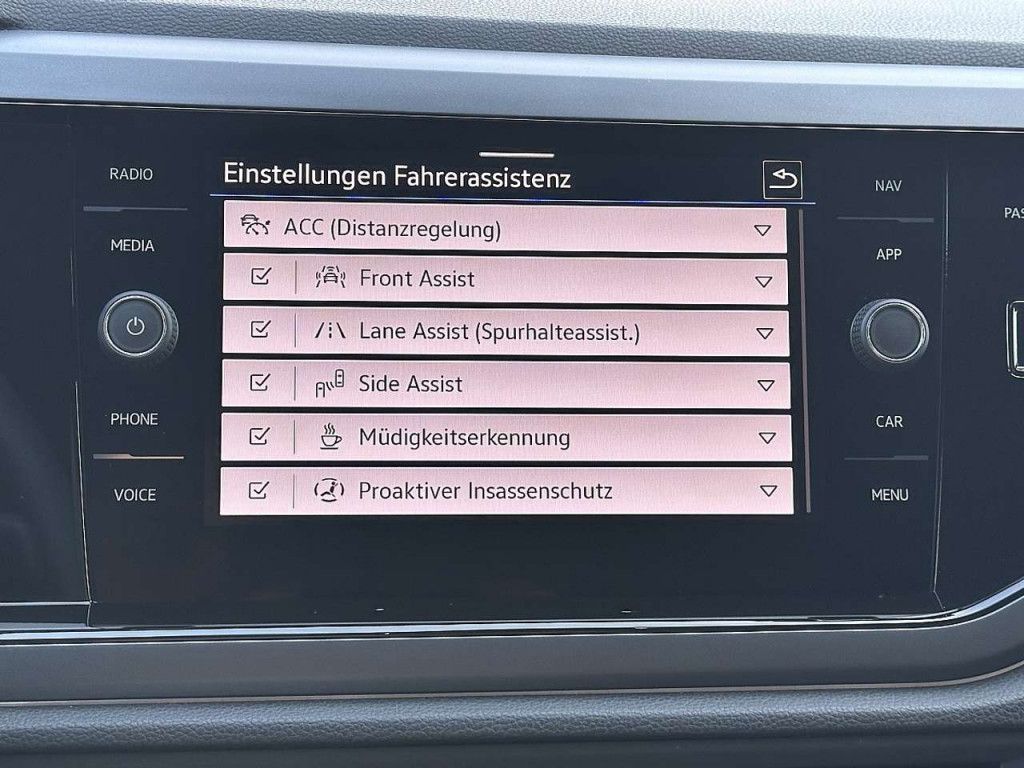 RADIO
MEDIA
PHONE
VOICE
Einstellungen Fahrerassistenz
ACC (Distanzregelung)
Front Assist
Lane Assist (Spurhalteassist.)
Side Assist
Müdigkeitserkennung
Proaktiver Insassenschutz
NAV
APP
CAR
MENU
PAS